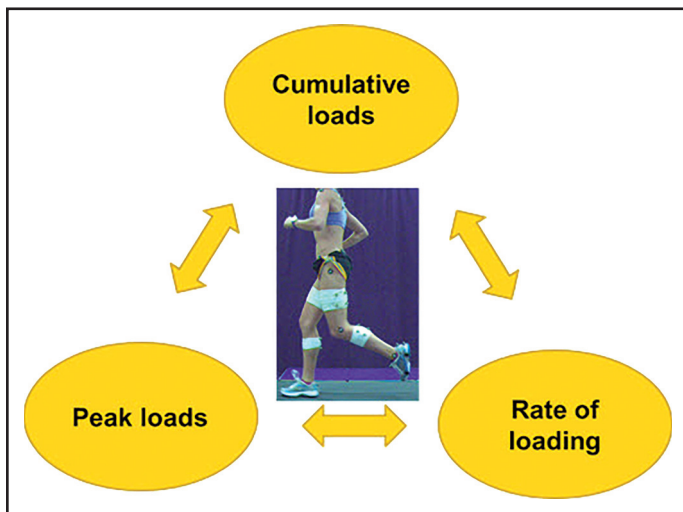 Cumulative
loads
Peak loads
Rate of
loading